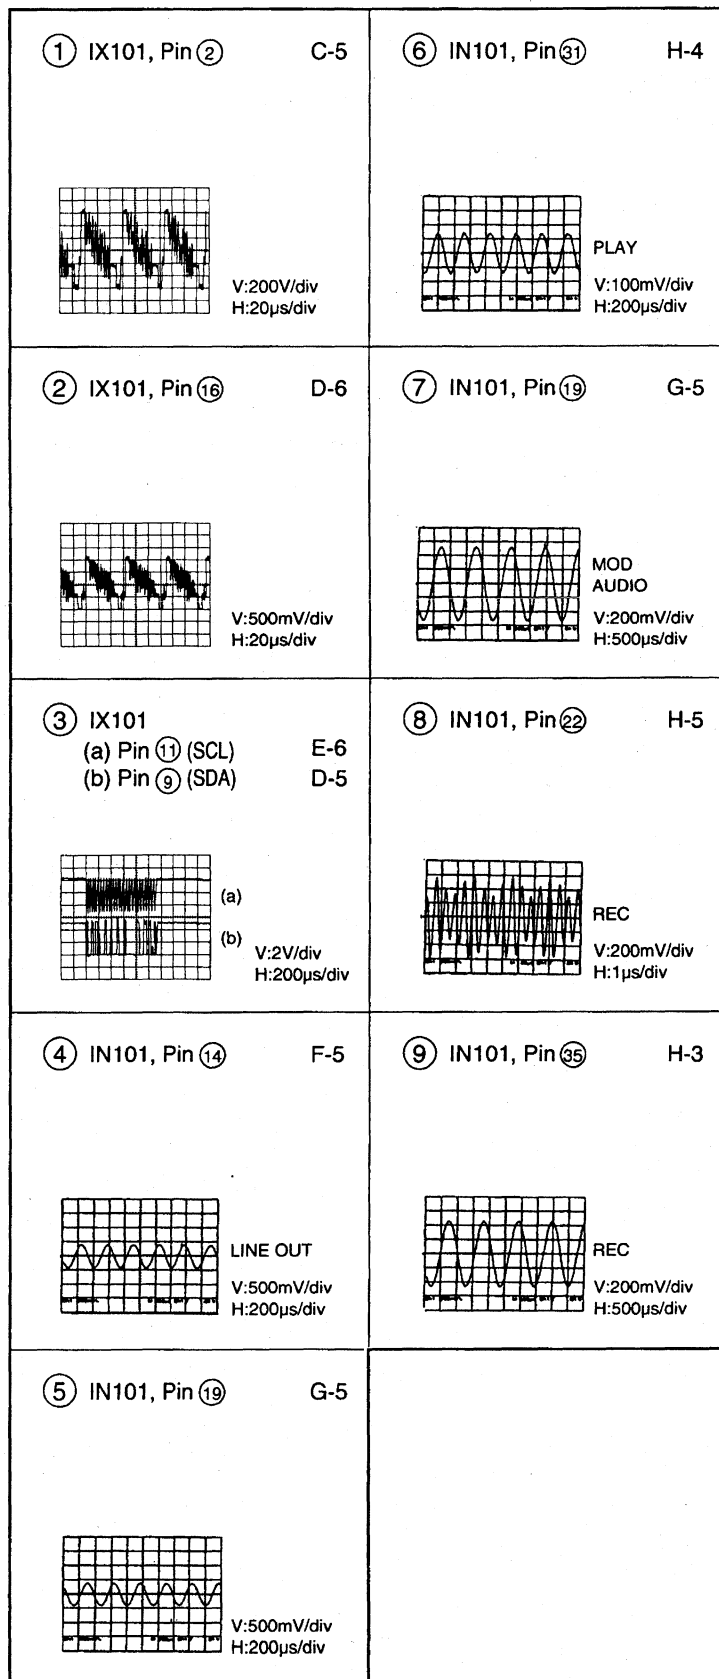 ① IX101, Pin ② C-5
V:200V/div
H:20µs/div
② IX101, Pin ⑯ D-6
V:500mV/div
H:20µs/div
③ IX101
(a) Pin ⑪ (SCL) E-6
(b) Pin ⑨ (SDA) D-5
(a)
(b)
V:2V/div
H:200µs/div
④ IN101, Pin ⑭ F-5
LINE OUT
V:500mV/div
H:200µs/div
⑤ IN101, Pin ⑲ G-5
V:500mV/div
H:200µs/div
⑥ IN101, Pin ㉛ H-4
PLAY
V:100mV/div
H:200µs/div
⑦ IN101, Pin ⑲ G-5
MOD
AUDIO
V:200mV/div
H:500µs/div
⑧ IN101, Pin ㉒ H-5
REC
V:200mV/div
H:1µs/div
⑨ IN101, Pin ㉟ H-3
REC
V:200mV/div
H:500µs/div